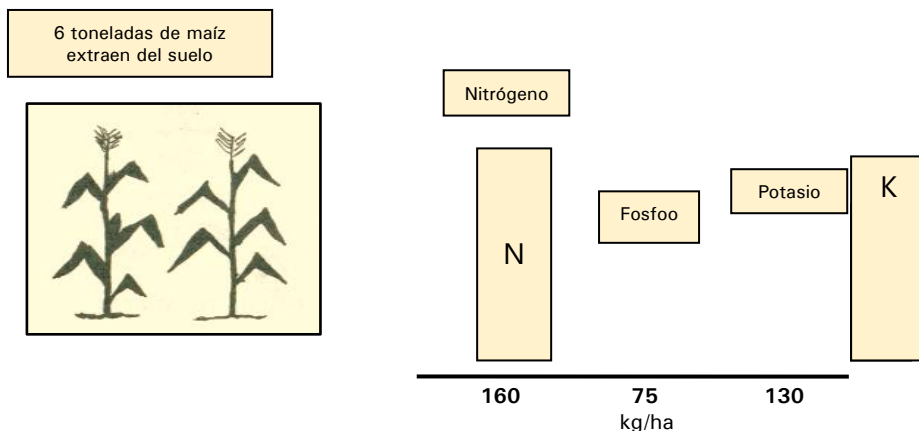 6 toneladas de maíz
extraen del suelo
Nitrógeno
Fosfoo
Potasio
N
K
160
75
130
kg/ha